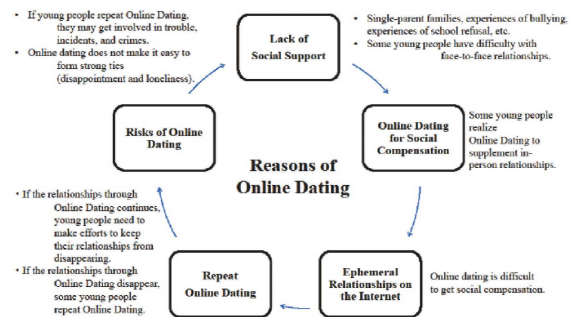 • If young people repeat Online Dating,
they may get involved in trouble,
incidents, and crimes.
• Online dating does not make it easy to
form strong ties
(disappointment and loneliness).
Lack of
Social Support
• Single-parent families, experiences of bullying,
experiences of school refusal, etc.
• Some young people have difficulty with
face-to-face relationships.
Risks of Online
Dating
Reasons of
Online Dating
Online Dating
for Social
Compensation
Some young people
realize
Online Dating to
supplement in-
person relationships.
• If the relationships through
Online Dating continues,
young people need to
make efforts to keep
their relationships from
disappearing.
• If the relationships through
Online Dating disappear,
some young people
repeat Online Dating.
Repeat
Online Dating
Ephemeral
Relationships on
the Internet
Online dating is difficult
to get social compensation.